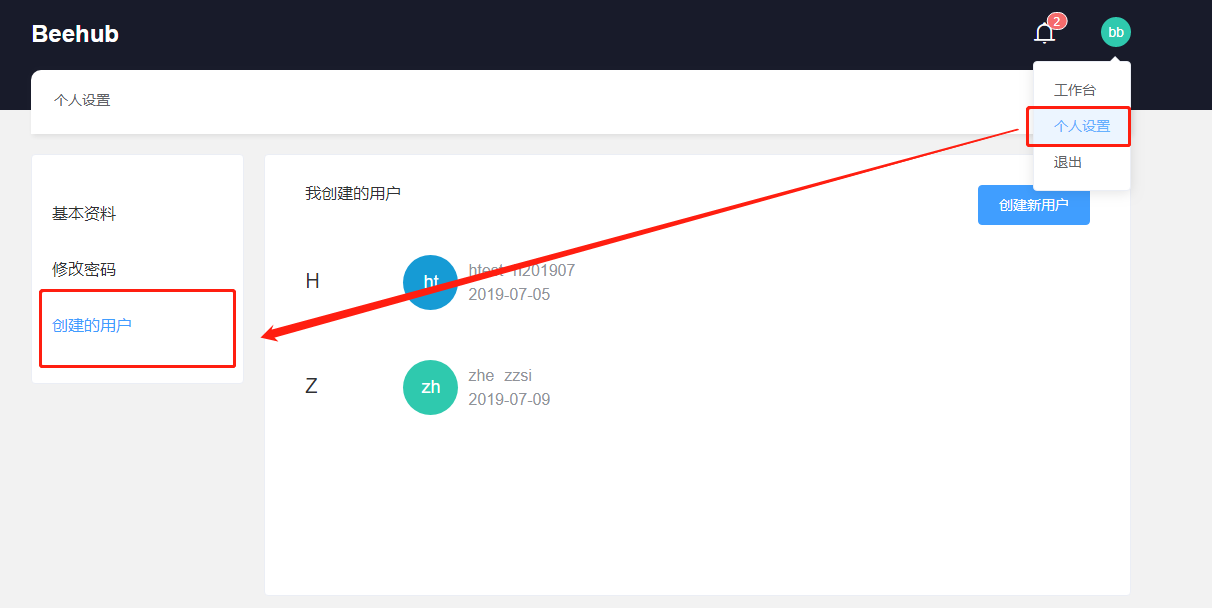 Beehub
2
bb
个人设置
工作台
个人设置
退出
基本资料
修改密码
创建的用户
我创建的用户
创建新用户
H
ht
2019-07-05
Z
zh
zhe zzsi
2019-07-09